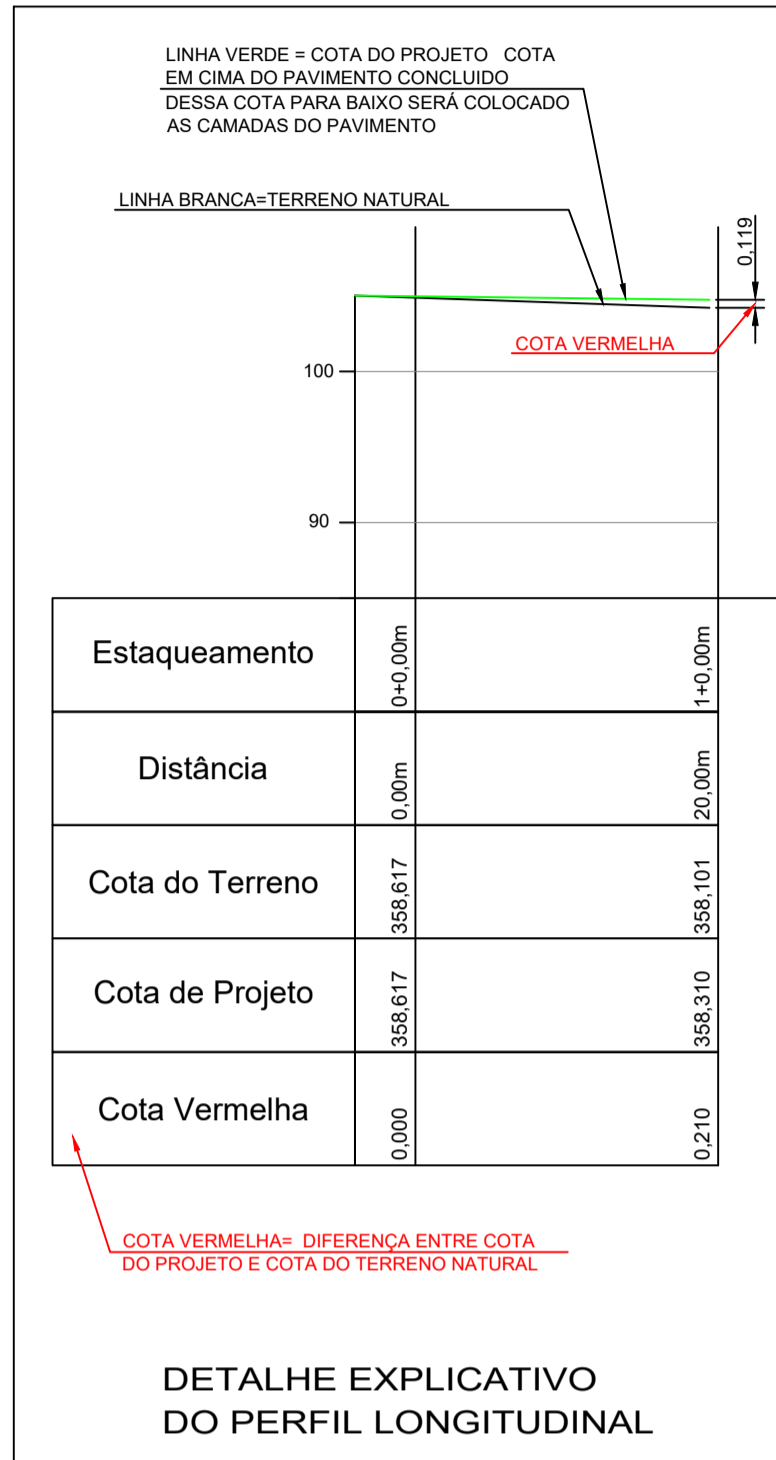 LINHA VERDE = COTA DO PROJETO COTA
EM CIMA DO PAVIMENTO CONCLUIDO
DESSA COTA PARA BAIXO SERÁ COLOCADO
AS CAMADAS DO PAVIMENTO
LINHA BRANCA=TERRENO NATURAL
0,119
COTA VERMELHA
100
90
Estaqueamento
0+0,00m
1+0,00m
Distância
0,00m
20,00m
Cota do Terreno
358,617
358,101
Cota de Projeto
358,617
358,310
Cota Vermelha
0,000
0,210
COTA VERMELHA= DIFERENÇA ENTRE COTA
DO PROJETO E COTA DO TERRENO NATURAL
DETALHE EXPLICATIVO
DO PERFIL LONGITUDINAL